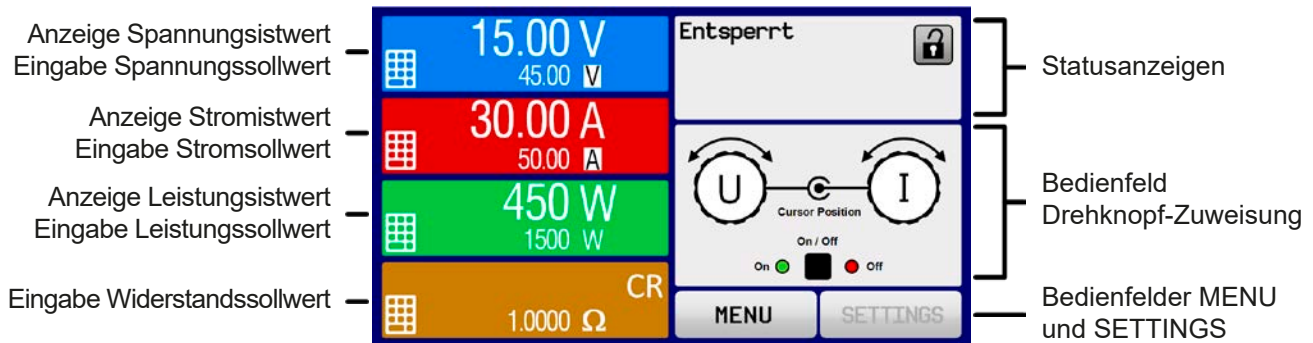 Anzeige Spannungsistwert
Eingabe Spannungssollwert
Anzeige Stromistwert
Eingabe Stromsollwert
Anzeige Leistungsistwert
Eingabe Leistungssollwert
Eingabe Widerstandssollwert
15.00 V
45.00 V
30.00 A
50.00 A
450 W
1500 W
CR
1.0000 Ω
Entsperrt
U
I
Cursor Position
On / Off
On
Off
MENU
SETTINGS
Statusanzeigen
Bedienfeld
Drehknopf-Zuweisung
Bedienfelder MENU
und SETTINGS